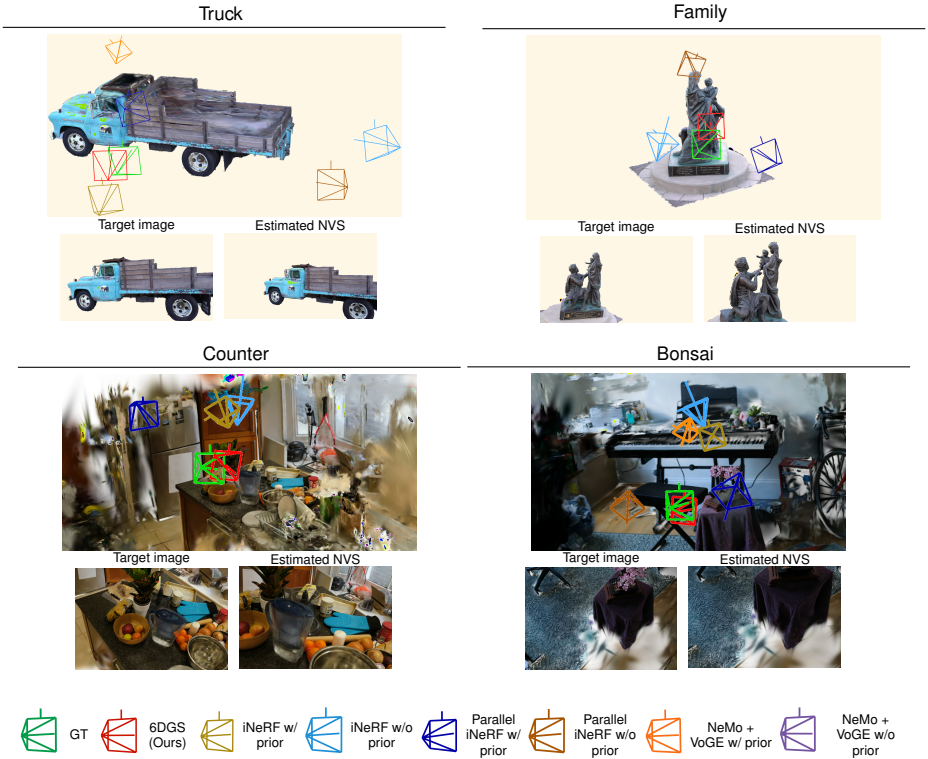 Truck
Family
Target image
Estimated NVS
Target image
Estimated NVS
Counter
Bonsai
Target image
Estimated NVS
Target image
Estimated NVS
GT
6DGS
(Ours)
iNeRF w/
prior
iNeRF w/o
prior
Parallel
iNeRF w/
prior
Parallel
iNeRF w/o
prior
NeMo +
VoGE w/ prior
NeMo +
VoGE w/o
prior